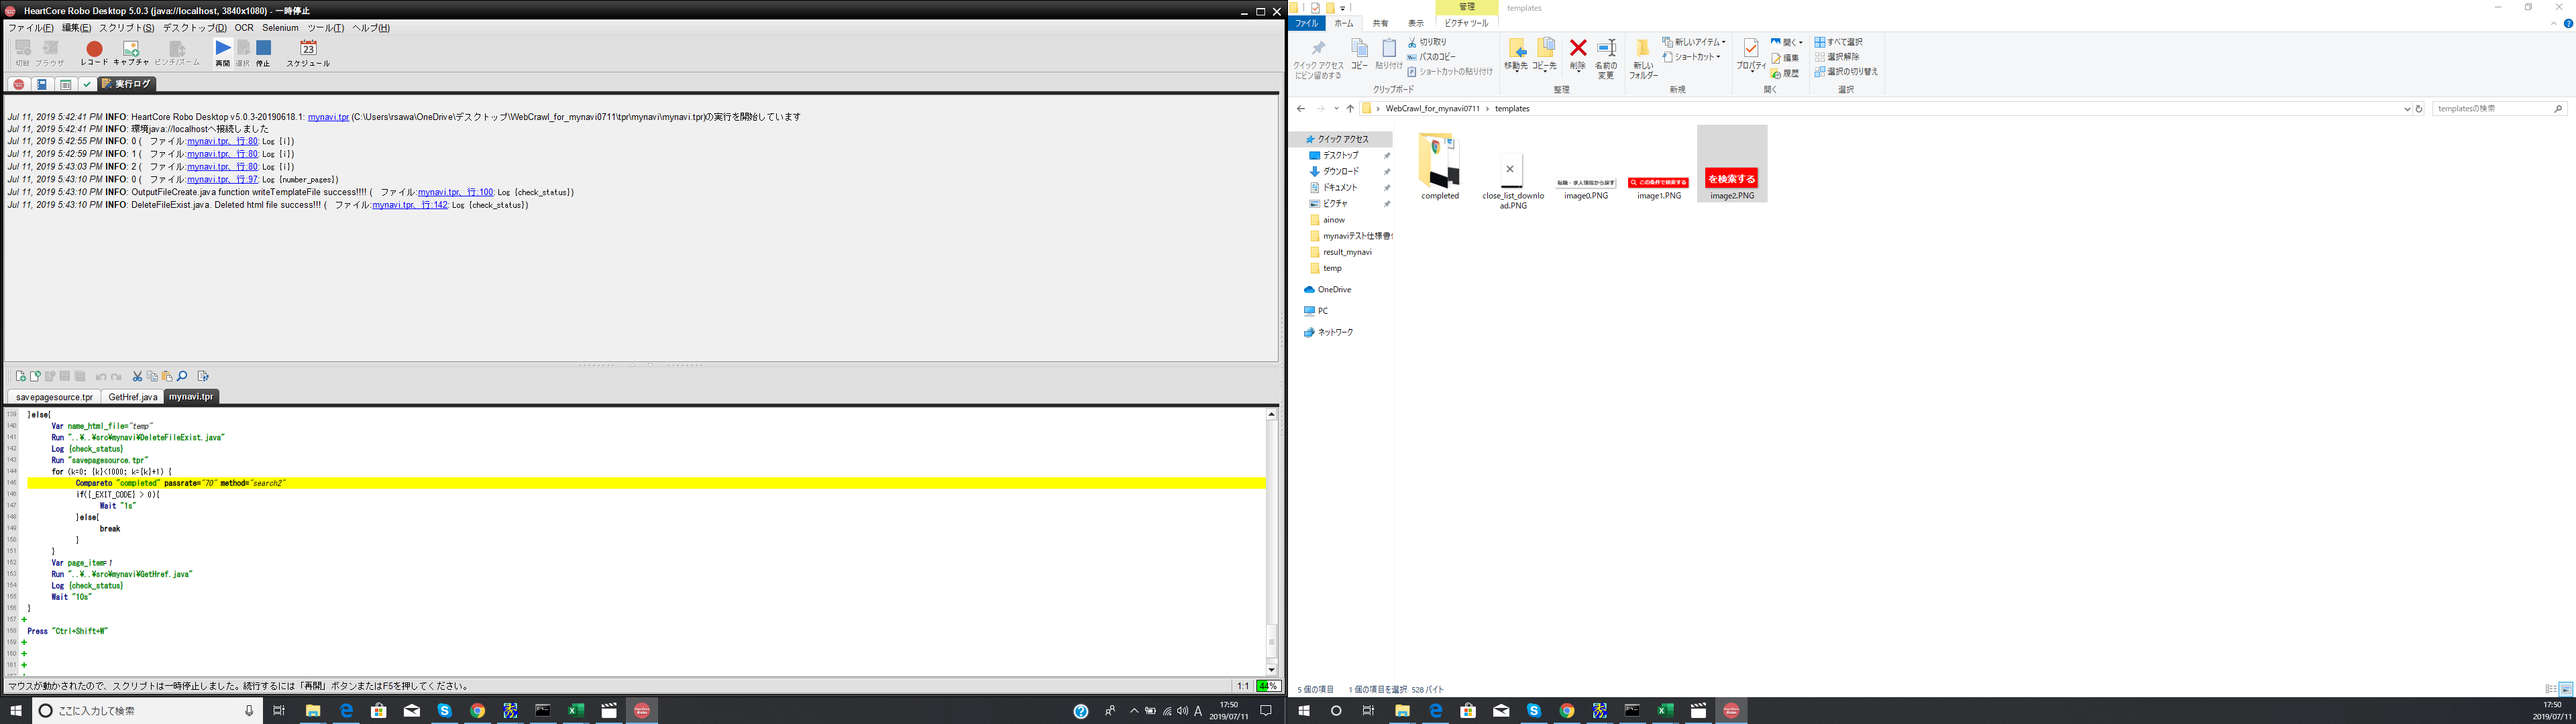 HeartCore Robo Desktop 5.0.3 (java://localhost, 3840x1080) - 一時停止
ファイル(F) 編集(E) スクリプト(S) デスクトップ(D) OCR Selenium ツール(T) ヘルプ(H)
切断 ブラウザ レコード キャプチャ ピンチ/ズーム 再開 選択 停止 23 スケジュール
実行ログ
Jul 11, 2019 5:42:41 PM INFO: HeartCore Robo Desktop v5.0.3-20190618.1: mynavi.tpr (C:\Users\rsawa\OneDrive\デスクトップ\WebCrawl_for_mynavi0711\tpr\mynavi\mynavi.tpr)の実行を開始しています
Jul 11, 2019 5:42:41 PM INFO: 環境java://localhostへ接続しました
Jul 11, 2019 5:42:55 PM INFO: 0 ( ファイル:mynavi.tpr、行:80: Log {i})
Jul 11, 2019 5:42:59 PM INFO: 1 ( ファイル:mynavi.tpr、行:80: Log {i})
Jul 11, 2019 5:43:03 PM INFO: 2 ( ファイル:mynavi.tpr、行:80: Log {i})
Jul 11, 2019 5:43:10 PM INFO: 0 ( ファイル:mynavi.tpr、行:97: Log {number_pages})
Jul 11, 2019 5:43:10 PM INFO: OutputFileCreate.java function writeTemplateFile success!!!! ( ファイル:mynavi.tpr、行:100: Log {check_status})
Jul 11, 2019 5:43:10 PM INFO: DeleteFileExist.java. Deleted html file success!!! ( ファイル:mynavi.tpr、行:142: Log {check_status})
savepagesource.tpr GetHref.java mynavi.tpr
139 }else{
140 Var name_html_file="temp"
141 Run "..¥..¥src¥mynavi¥DeleteFileExist.java"
142 Log {check_status}
143 Run "savepagesource.tpr"
144 for (k=0; {k}<1000; k={k}+1) {
145 Compareto "completed" passrate="70" method="search2"
146 if({_EXIT_CODE} > 0){
147 Wait "1s"
148 }else{
149 break
150 }
151 }
152 Var page_item=1
153 Run "..¥..¥src¥mynavi¥GetHref.java"
154 Log {check_status}
155 Wait "10s"
156 }
157
158 Press "Ctrl+Shift+W"
159
160
161
マウスが動かされたので、スクリプトは一時停止しました。続行するには「再開」ボタンまたはF5を押してください。 1:1 44%
ここに入力して検索 A 17:50
2019/07/11
管理 templates
ファイル ホーム 共有 表示 ピクチャ ツール
クイック アクセスにピン留めする コピー 貼り付け 切り取り パスのコピー ショートカットの貼り付け
移動先 コピー先 削除 名前の変更 新しいフォルダー 新しいアイテム ショートカット
プロパティ 開く 編集 履歴 すべて選択 選択解除 選択の切り替え
クリップボード 整理 新規 開く 選択
WebCrawl_for_mynavi0711 templates templatesの検索
クイック アクセス
デスクトップ
ダウンロード
ドキュメント
ピクチャ
ainow
mynaviテスト仕様書
result_mynavi
temp
OneDrive
PC
ネットワーク
completed
close_list_download.PNG
転職・求人情報から探す
image0.PNG
この条件で検索する
image1.PNG
を検索する
image2.PNG
5 個の項目 1 個の項目を選択 528 バイト
17:50
2019/07/11